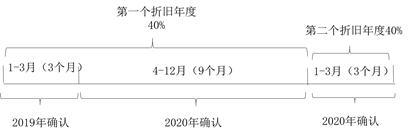 第一个折旧年度
40%
第二个折旧年度40%
1-3月（3个月）
4-12月（9个月）
1-3月（3个月）
2019年确认
2020年确认
2020年确认